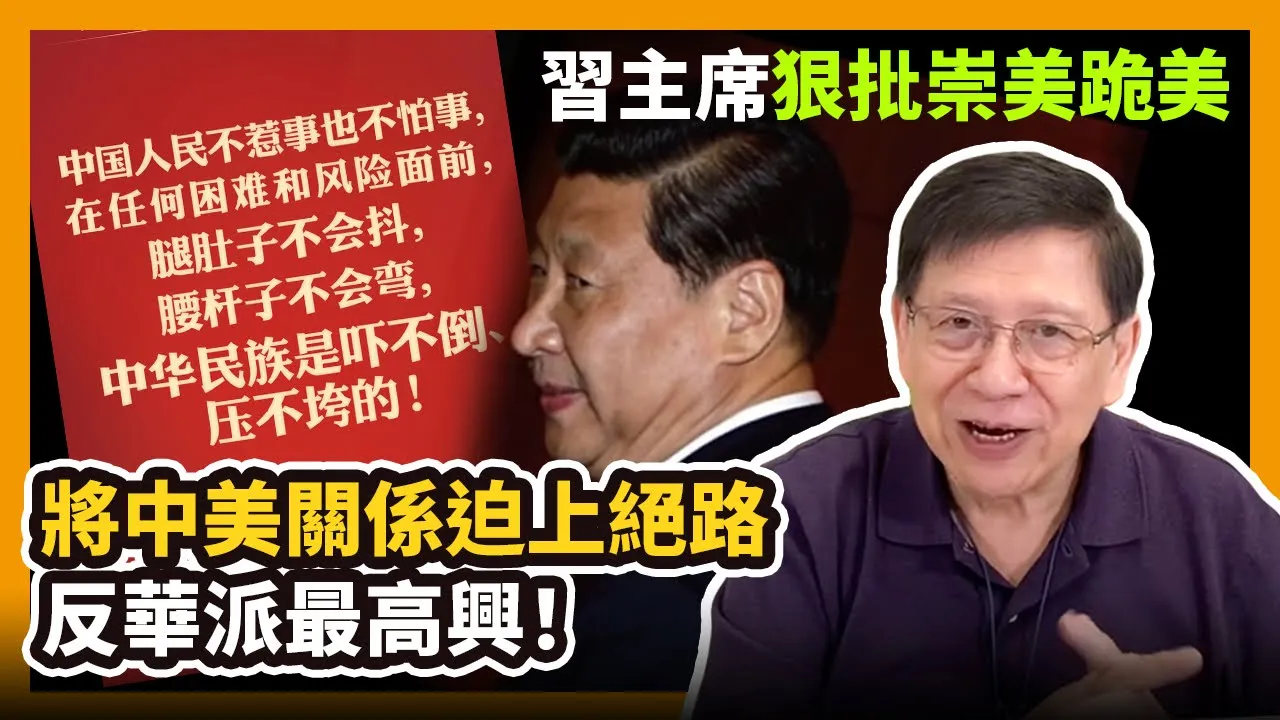 習主席狠批崇美跪美
中国人民不惹事也不怕事,
在任何困难和风险面前,
腿肚子不会抖,
腰杆子不会弯,
中华民族是吓不倒、
压不垮的!
將中美關係迫上絕路
反華派最高興!